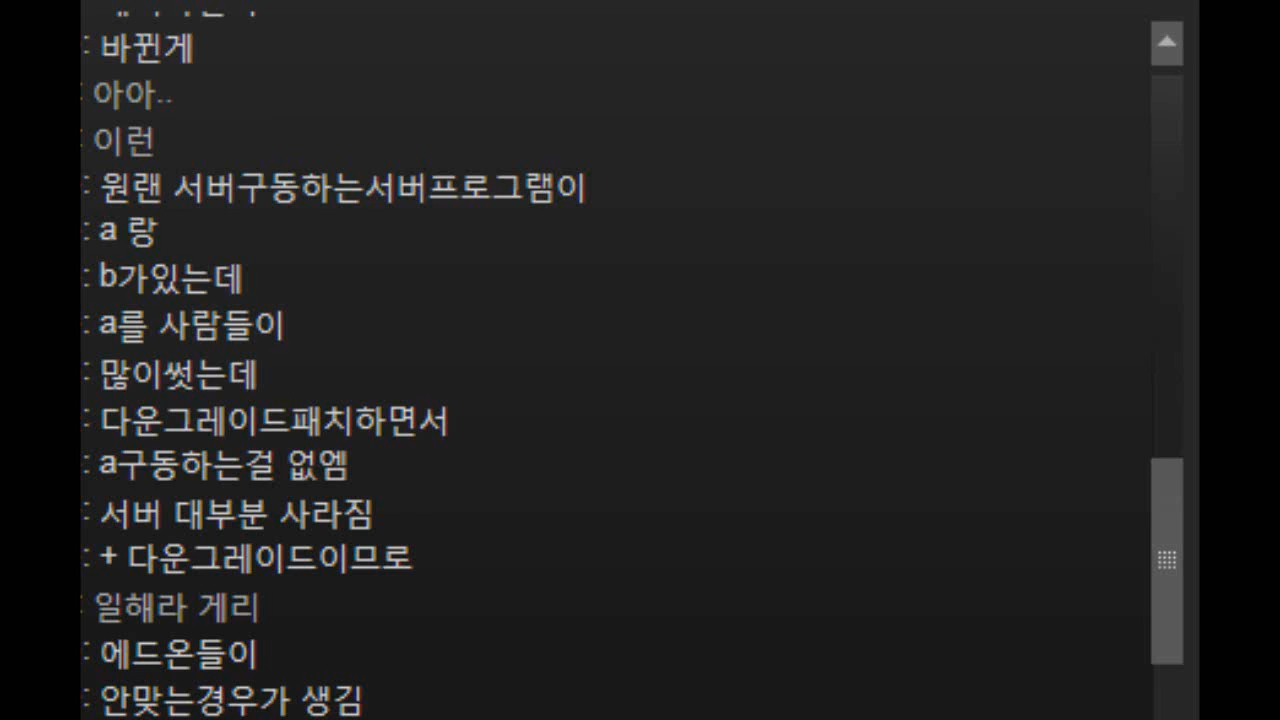 : 바뀐게
: 아아..
: 이런
: 원랜 서버구동하는서버프로그램이
: a 랑
: b가있는데
: a를 사람들이
: 많이썻는데
: 다운그레이드패치하면서
: a구동하는걸 없엠
: 서버 대부분 사라짐
: + 다운그레이드이므로
: 일해라 게리
: 에드온들이
: 안맞는경우가 생김